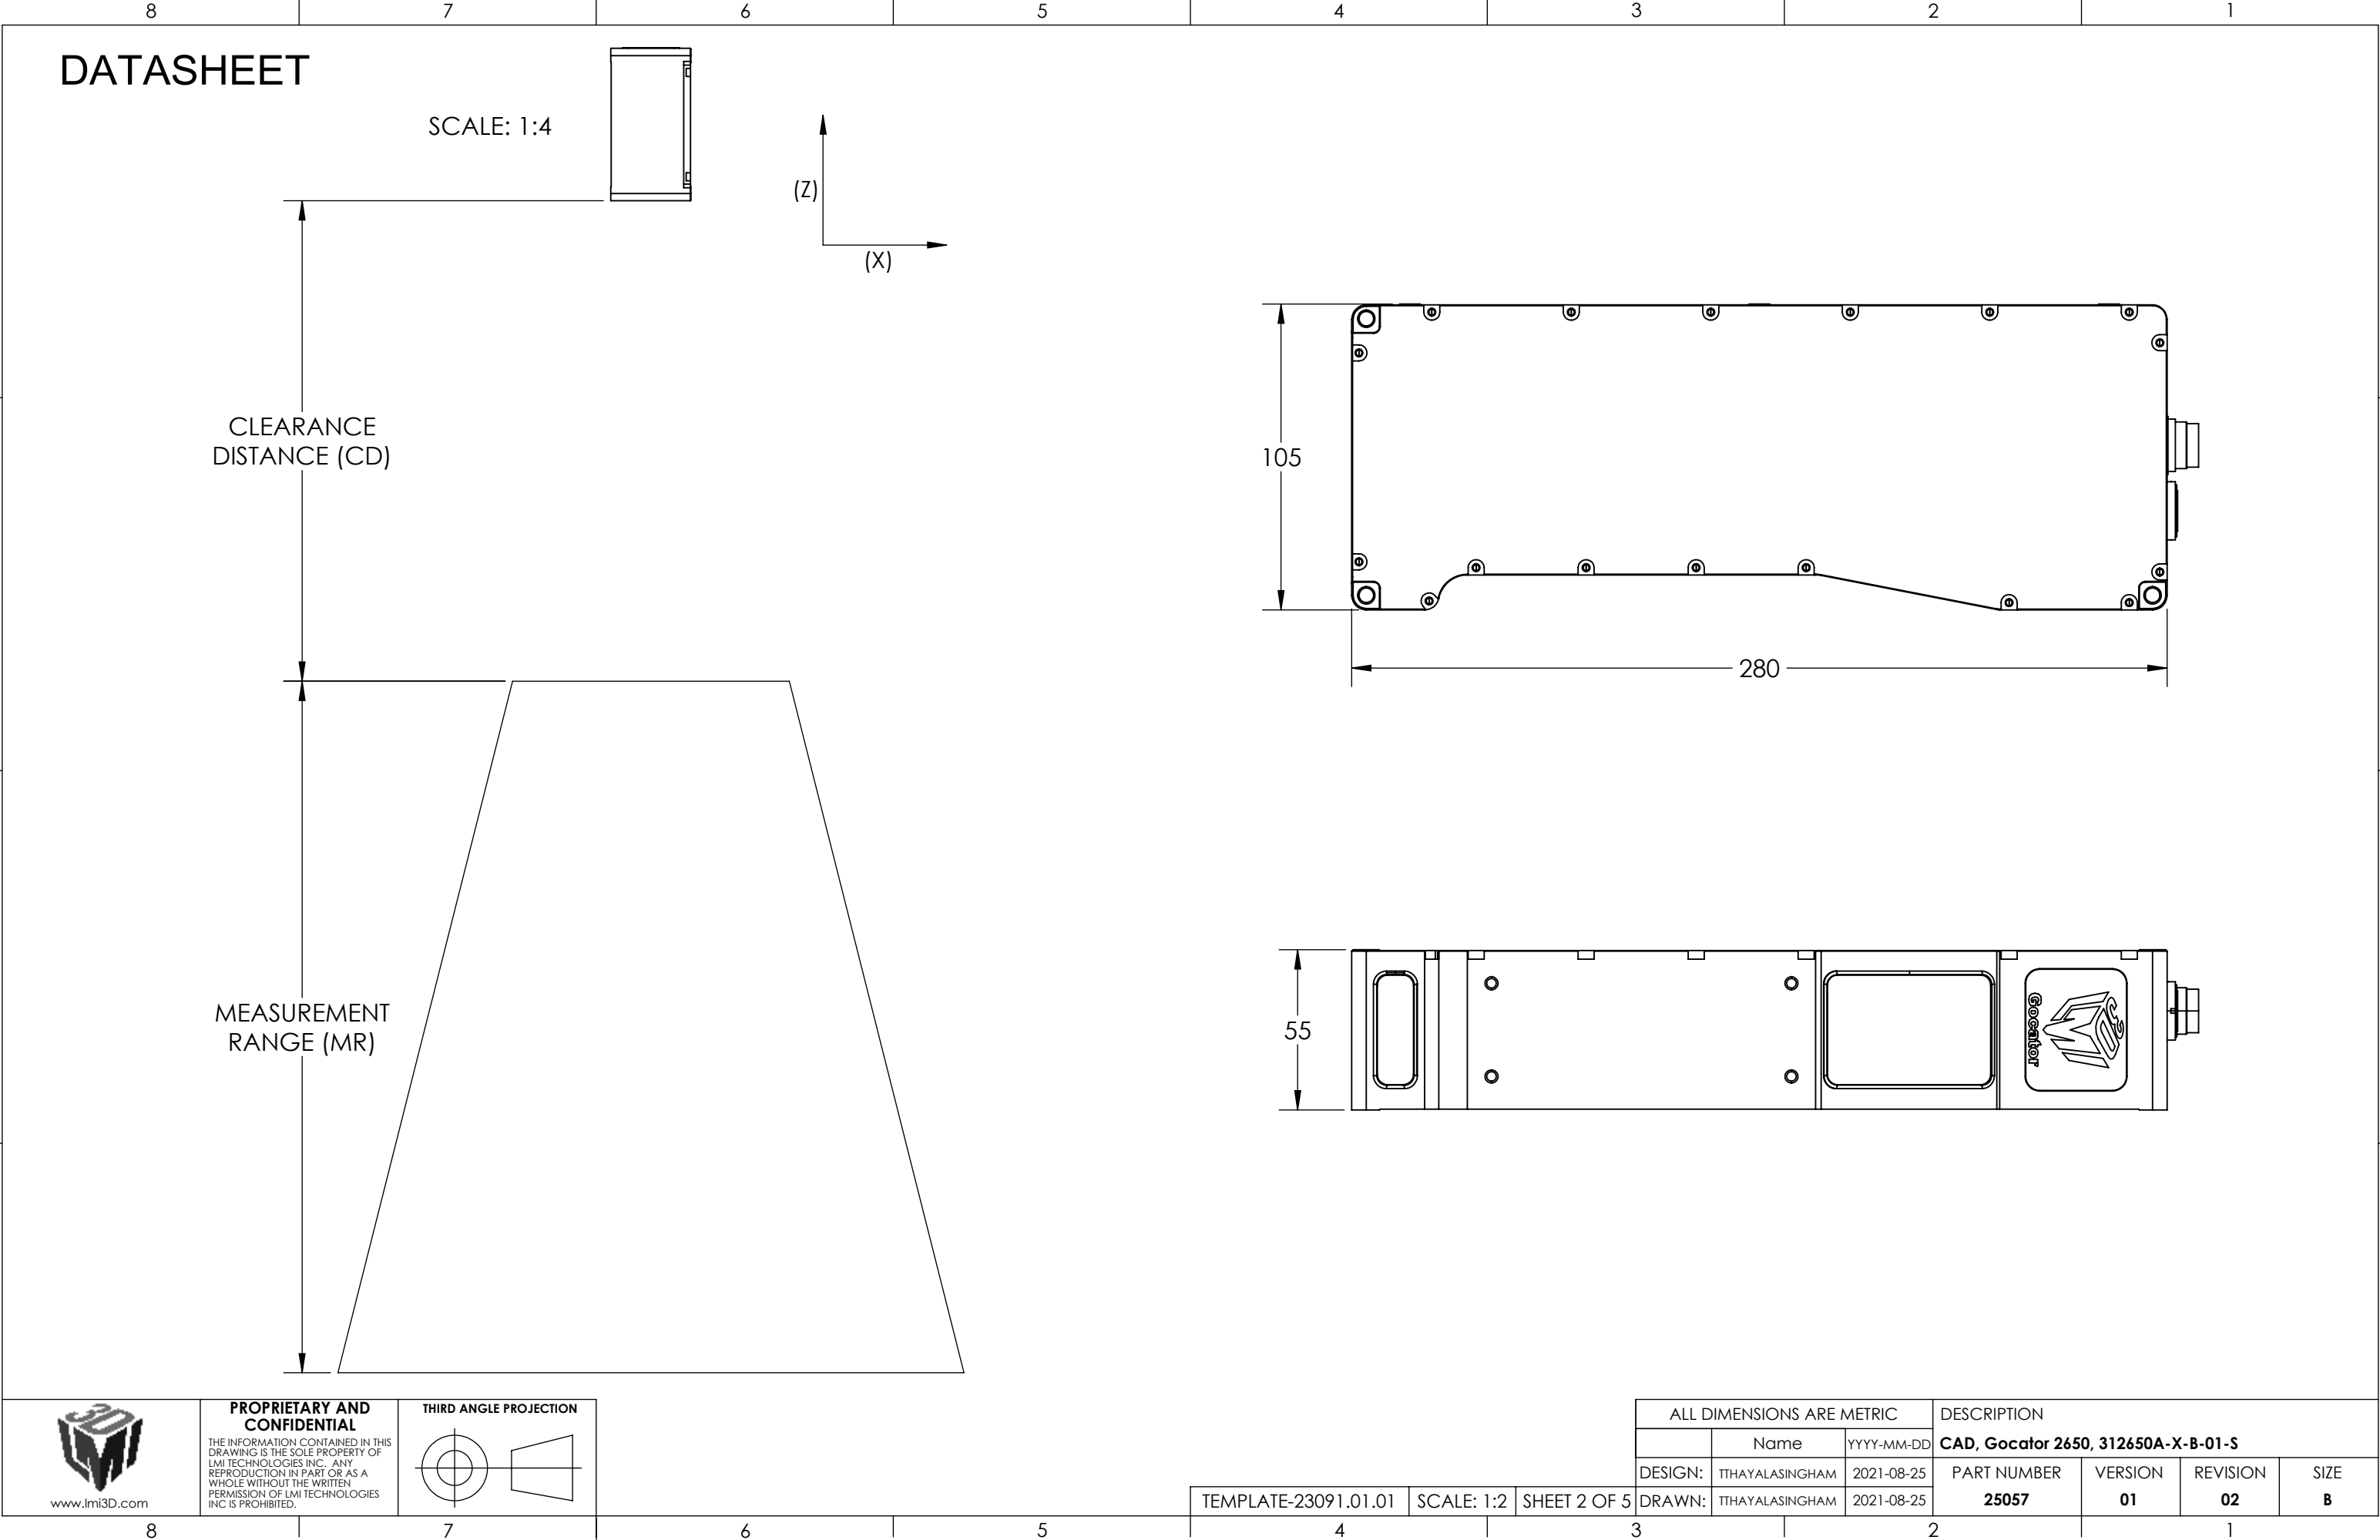 8 7 6 5 4 3 2 1
DATASHEET
SCALE: 1:4
(Z)
(X)
CLEARANCE
DISTANCE (CD)
105
280
MEASUREMENT
RANGE (MR)
55
3D
Gocator
3D
www.lmi3D.com
PROPRIETARY AND
CONFIDENTIAL
THE INFORMATION CONTAINED IN THIS
DRAWING IS THE SOLE PROPERTY OF
LMI TECHNOLOGIES INC. ANY
REPRODUCTION IN PART OR AS A
WHOLE WITHOUT THE WRITTEN
PERMISSION OF LMI TECHNOLOGIES
INC IS PROHIBITED.
THIRD ANGLE PROJECTION
TEMPLATE-23091.01.01 SCALE: 1:2 SHEET 2 OF 5
ALL DIMENSIONS ARE METRIC
Name YYYY-MM-DD
DESIGN: TTHAYALASINGHAM 2021-08-25
DRAWN: TTHAYALASINGHAM 2021-08-25
DESCRIPTION
CAD, Gocator 2650, 312650A-X-B-01-S
PART NUMBER VERSION REVISION SIZE
25057 01 02 B
8 7 6 5 4 3 2 1